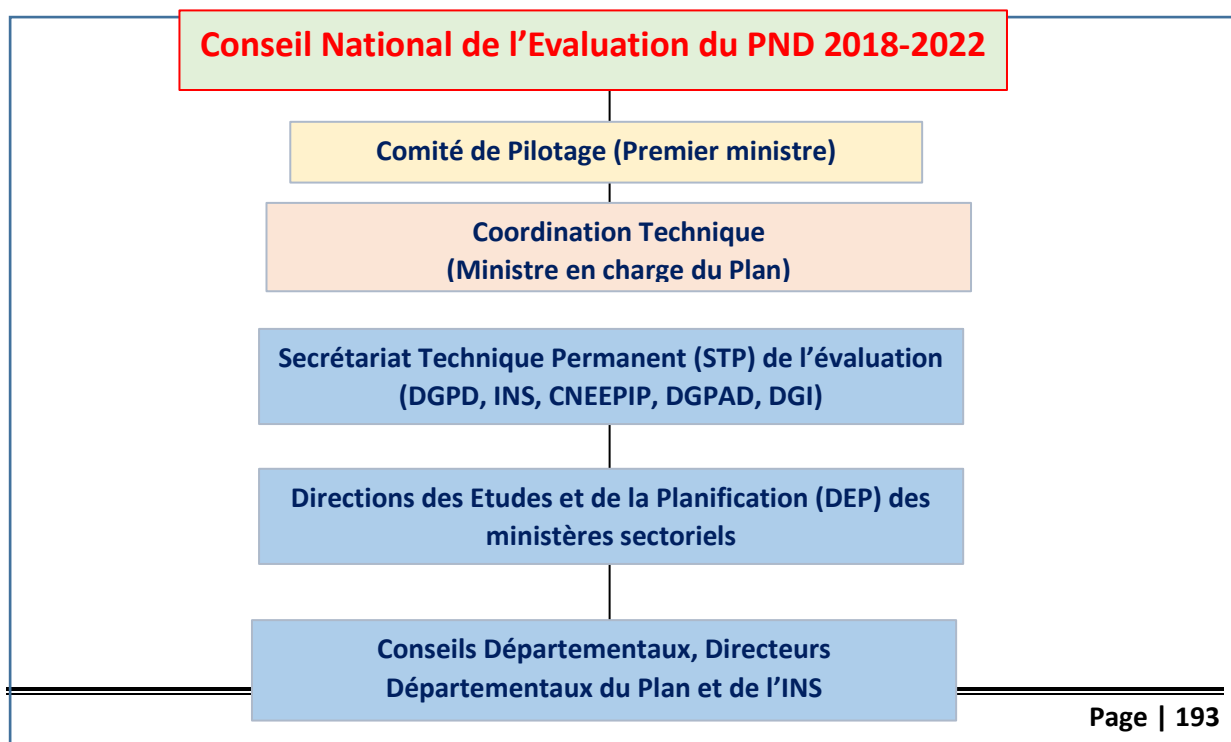 Conseil National de l’Evaluation du PND 2018-2022
Comité de Pilotage (Premier ministre)
Coordination Technique
(Ministre en charge du Plan)
Secrétariat Technique Permanent (STP) de l’évaluation
(DGPD, INS, CNEEPIP, DGPAD, DGI)
Directions des Etudes et de la Planification (DEP) des
ministères sectoriels
Conseils Départementaux, Directeurs
Départementaux du Plan et de l’INS
Page | 193